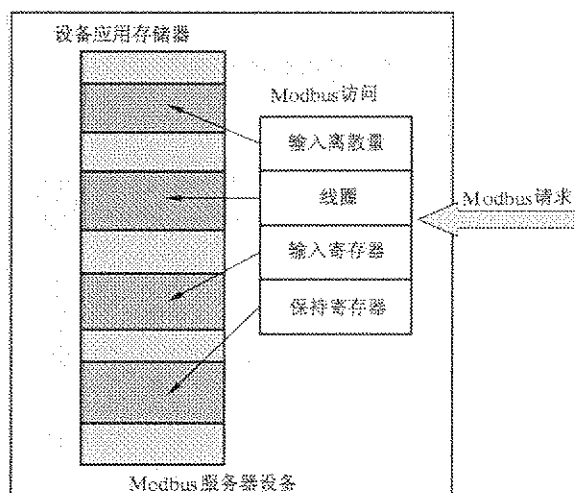 设备应用存储器
Modbus访问
输入离散量
线圈
输入寄存器
保持寄存器
Modbus请求
Modbus服务器设备